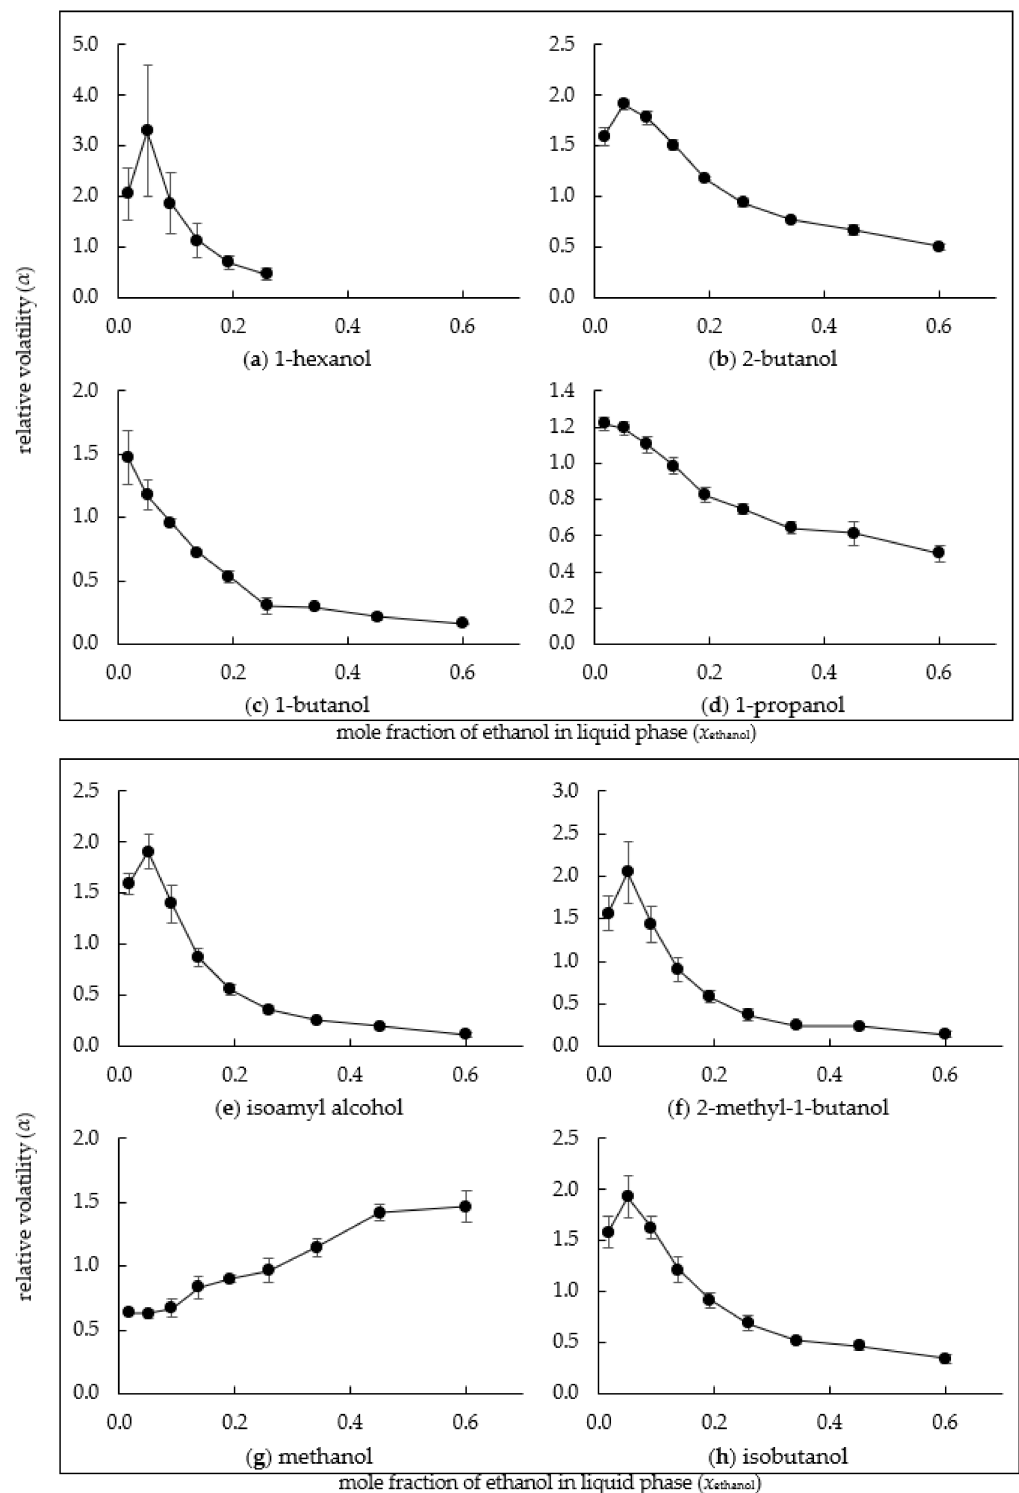 relative volatility (α)
5.0
4.0
3.0
2.0
1.0
0.0
0.0 0.2 0.4 0.6
(a) 1-hexanol
2.5
2.0
1.5
1.0
0.5
0.0
0.0 0.2 0.4 0.6
(b) 2-butanol
2.0
1.5
1.0
0.5
0.0
0.0 0.2 0.4 0.6
(c) 1-butanol
1.4
1.2
1.0
0.8
0.6
0.4
0.2
0.0
0.0 0.2 0.4 0.6
(d) 1-propanol
mole fraction of ethanol in liquid phase (xethanol)
relative volatility (α)
2.5
2.0
1.5
1.0
0.5
0.0
0.0 0.2 0.4 0.6
(e) isoamyl alcohol
3.0
2.5
2.0
1.5
1.0
0.5
0.0
0.0 0.2 0.4 0.6
(f) 2-methyl-1-butanol
2.0
1.5
1.0
0.5
0.0
0.0 0.2 0.4 0.6
(g) methanol
2.5
2.0
1.5
1.0
0.5
0.0
0.0 0.2 0.4 0.6
(h) isobutanol
mole fraction of ethanol in liquid phase (xethanol)